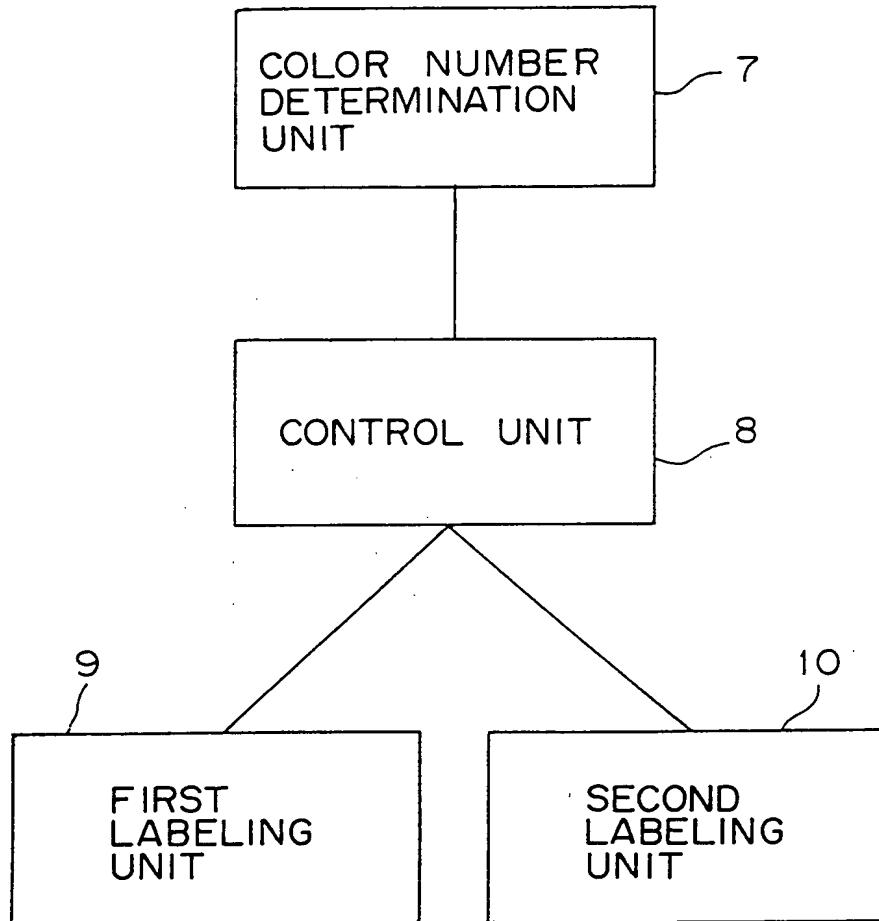 COLOR NUMBER
DETERMINATION
UNIT
7
CONTROL UNIT
8
9
10
FIRST
LABELING
UNIT
SECOND
LABELING
UNIT